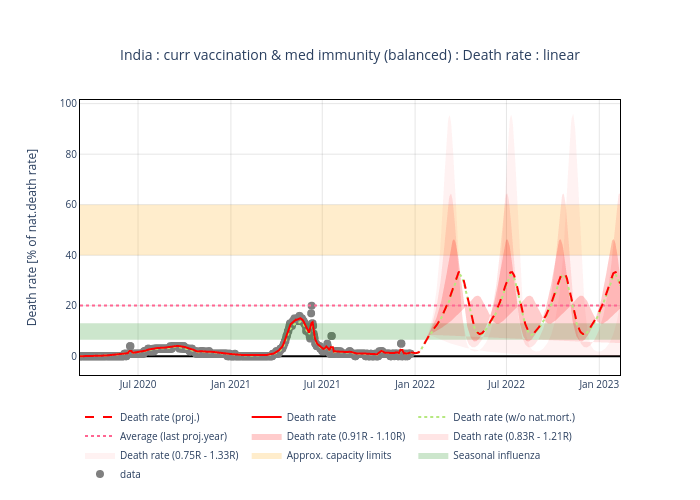 India : curr vaccination & med immunity (balanced) : Death rate : linear
Death rate [% of nat.death rate]
100
80
60
40
20
0
Jul 2020
Jan 2021
Jul 2021
Jan 2022
Jul 2022
Jan 2023
Death rate (proj.)
Death rate
Death rate (w/o nat.mort.)
Average (last proj.year)
Death rate (0.91R - 1.10R)
Death rate (0.83R - 1.21R)
Death rate (0.75R - 1.33R)
Approx. capacity limits
Seasonal influenza
data